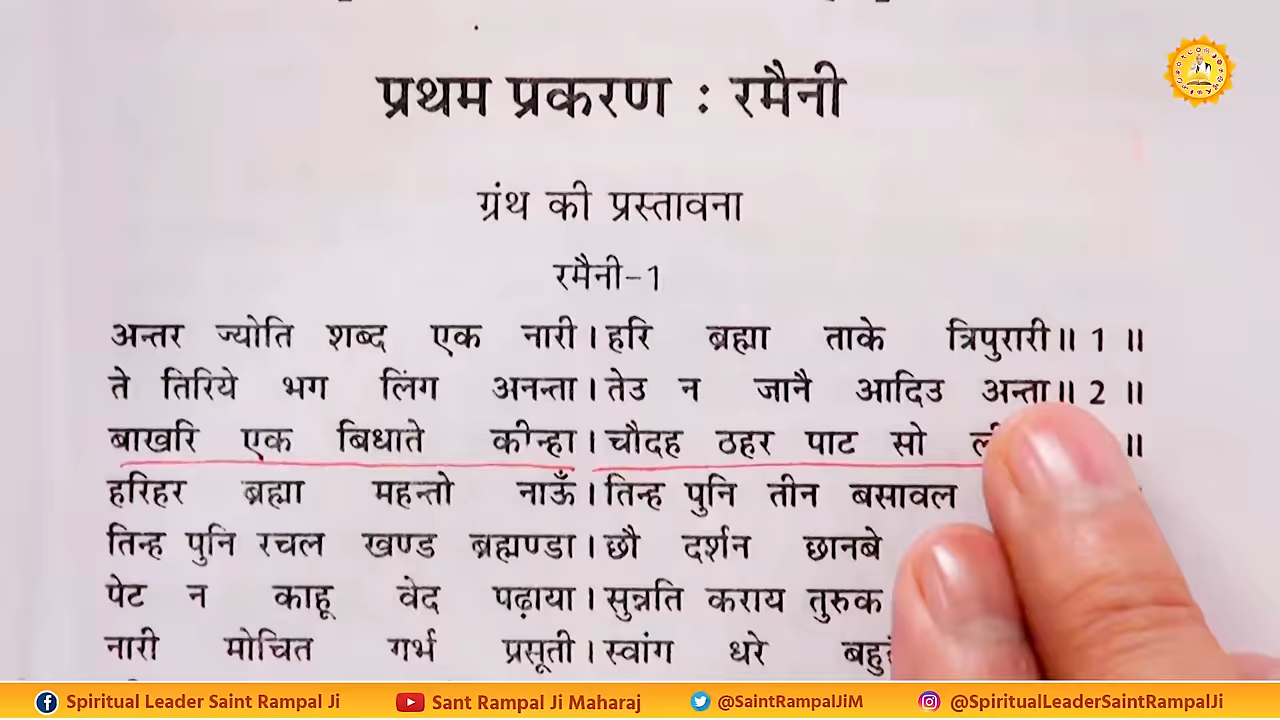 प्रथम प्रकरण : रमैनी
ग्रंथ की प्रस्तावना
रमैनी-1
अन्तर ज्योति शब्द एक नारी। हरि ब्रह्मा ताके त्रिपुरारी॥ 1 ॥
ते तिरिये भग लिंग अनन्ता। तेउ न जानै आदिउ अन्ता॥ 2 ॥
बाखरि एक बिधाते कीन्हा। चौदह ठहर पाट सो ॥
हरिहर ब्रह्मा महन्तो नाऊँ। तिन्ह पुनि तीन बसावल
तिन्ह पुनि रचल खण्ड ब्रह्मण्डा। छौ दर्शन छानबे
पेट न काहू वेद पढ़ाया। सुन्नति कराय तुरुक
नारी मोचित गर्भ प्रसूती। स्वांग धरे
Spiritual Leader Saint Rampal Ji Sant Rampal Ji Maharaj @SaintRampalJiM @SpiritualLeaderSaintRampalJi